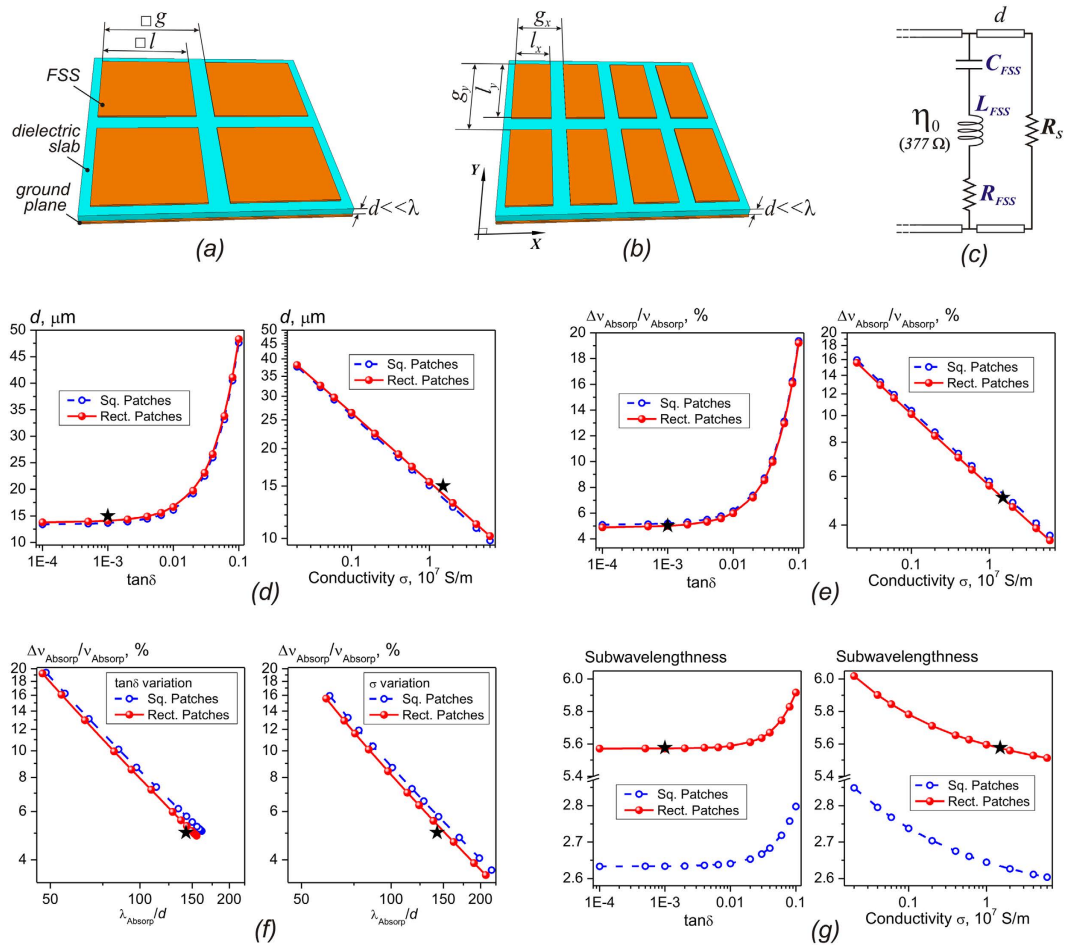 □ g
□ l
FSS
dielectric
slab
ground
plane
d<<λ
(a)
gₓ
lₓ
g_y
l_y
Y
X
d<<λ
(b)
d
C_FSS
L_FSS
η₀
(377 Ω)
R_S
R_FSS
(c)
d, μm
50
45
40
35
30
25
20
15
10
Sq. Patches
Rect. Patches
1E-4 1E-3 0.01 0.1
tanδ
d, μm
50
45
40
35
30
25
20
15
10
Sq. Patches
Rect. Patches
0.1 1
Conductivity σ, 10⁷ S/m
(d)
Δν_Absorp/ν_Absorp, %
20
18
16
14
12
10
8
6
4
Sq. Patches
Rect. Patches
1E-4 1E-3 0.01 0.1
tanδ
Δν_Absorp/ν_Absorp, %
20
18
16
14
12
10
8
6
4
Sq. Patches
Rect. Patches
0.1 1
Conductivity σ, 10⁷ S/m
(e)
Δν_Absorp/ν_Absorp, %
20
18
16
14
12
10
8
6
4
tanδ variation
Sq. Patches
Rect. Patches
50 100 150 200
λ_Absorp/d
Δν_Absorp/ν_Absorp, %
20
18
16
14
12
10
8
6
4
σ variation
Sq. Patches
Rect. Patches
50 100 150 200
λ_Absorp/d
(f)
Subwavelengthness
6.0
5.8
5.6
5.4
2.8
2.7
2.6
Sq. Patches
Rect. Patches
1E-4 1E-3 0.01 0.1
tanδ
Subwavelengthness
6.0
5.8
5.6
5.4
2.8
2.7
2.6
Sq. Patches
Rect. Patches
0.1 1
Conductivity σ, 10⁷ S/m
(g)